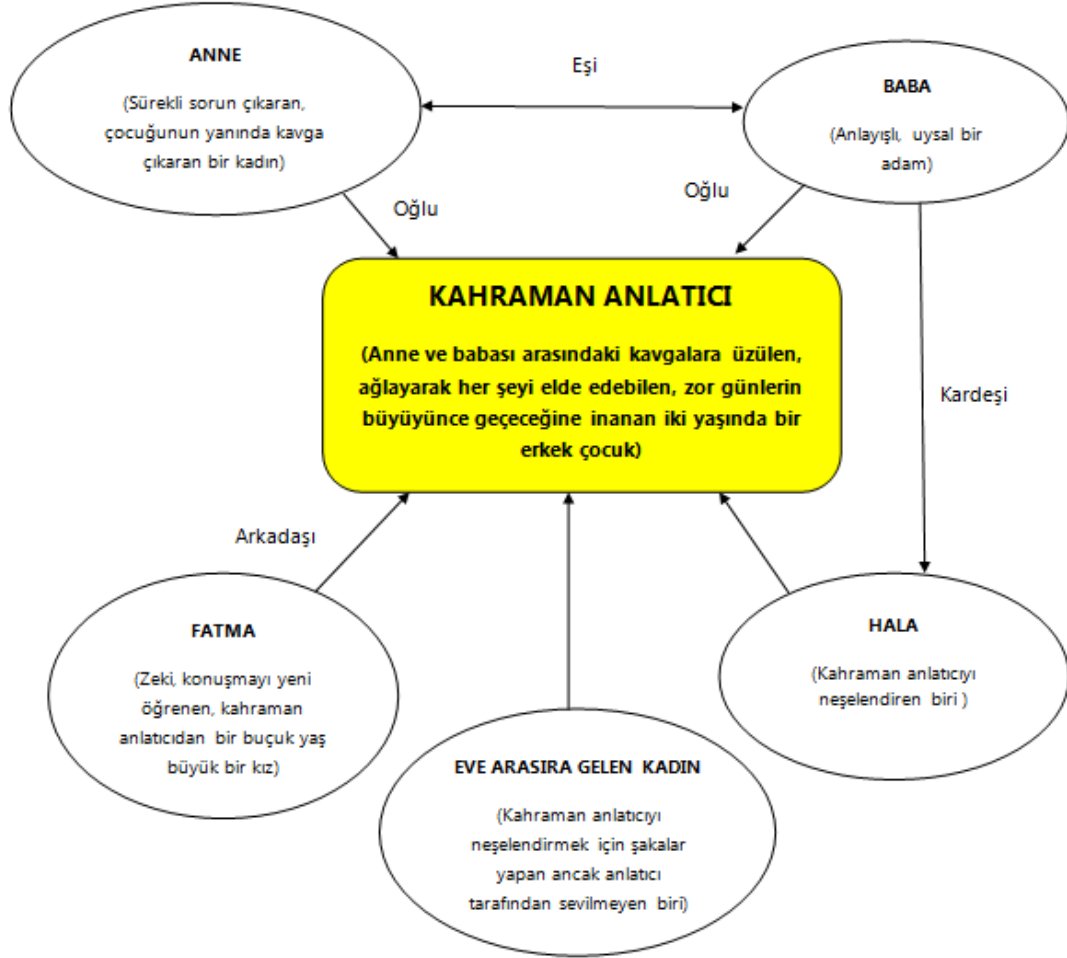 ANNE
(Sürekli sorun çıkaran,
çocuğunun yanında kavga
çıkaran bir kadın)
Eşi
BABA
(Anlayışlı, uysal bir
adam)
Oğlu
Oğlu
KAHRAMAN ANLATICI
(Anne ve babası arasındaki kavgalara üzülen,
ağlayarak her şeyi elde edebilen, zor günlerin
büyüyünce geçeceğine inanan iki yaşında bir
erkek çocuk)
Kardeşi
Arkadaşı
FATMA
(Zeki, konuşmayı yeni
öğrenen, kahraman
anlatıcıdan bir buçuk yaş
büyük bir kız)
HALA
(Kahraman anlatıcıyı
neşelendiren biri )
EVE ARASIRA GELEN KADIN
(Kahraman anlatıcıyı
neşelendirmek için şakalar
yapan ancak anlatıcı
tarafından sevilmeyen biri)